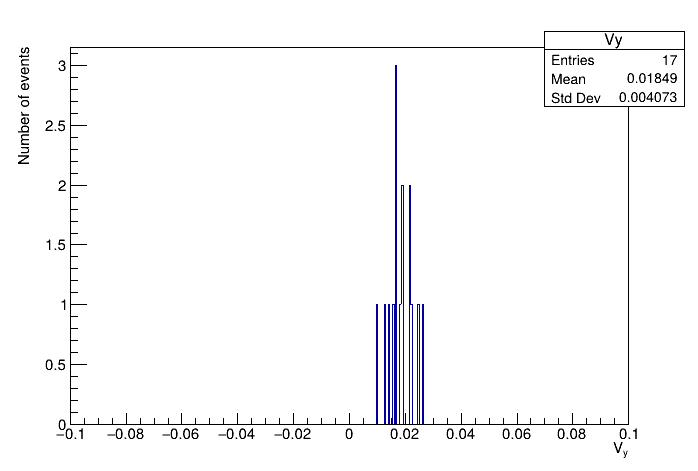 Vy
Entries 17
Mean 0.01849
Std Dev 0.004073
Number of events
3
2.5
2
1.5
1
0.5
0
−0.1 −0.08 −0.06 −0.04 −0.02 0 0.02 0.04 0.06 0.08 0.1
Vy